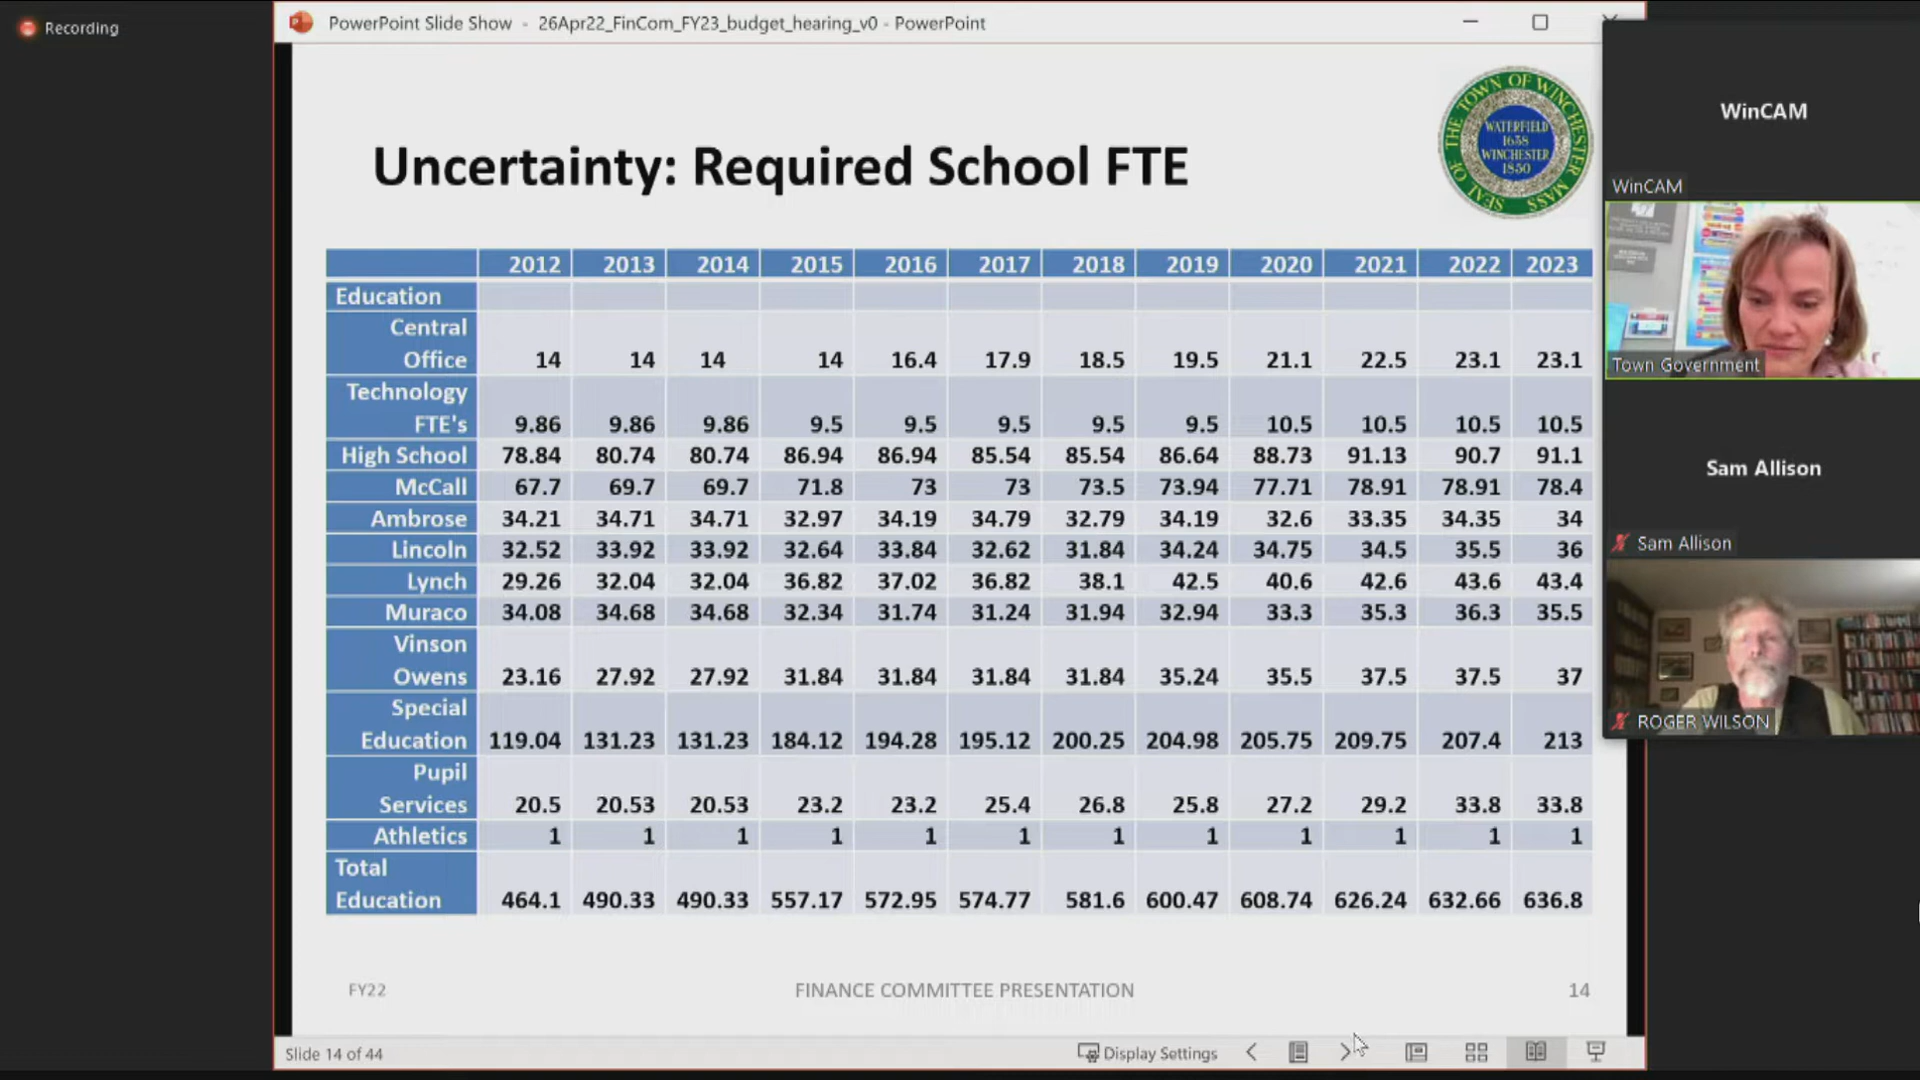 Recording
PowerPoint Slide Show - 26Apr22_FinCom_FY23_budget_hearing_v0 - PowerPoint
Uncertainty: Required School FTE
THE TOWN OF WINCHESTER MASS
SEAL OF
WATERFIELD
1638
WINCHESTER
1850
2012 2013 2014 2015 2016 2017 2018 2019 2020 2021 2022 2023
Education
Central
Office 14 14 14 14 16.4 17.9 18.5 19.5 21.1 22.5 23.1 23.1
Technology
FTE's 9.86 9.86 9.86 9.5 9.5 9.5 9.5 9.5 10.5 10.5 10.5 10.5
High School 78.84 80.74 80.74 86.94 86.94 85.54 85.54 86.64 88.73 91.13 90.7 91.1
McCall 67.7 69.7 69.7 71.8 73 73 73.5 73.94 77.71 78.91 78.91 78.4
Ambrose 34.21 34.71 34.71 32.97 34.19 34.79 32.79 34.19 32.6 33.35 34.35 34
Lincoln 32.52 33.92 33.92 32.64 33.84 32.62 31.84 34.24 34.75 34.5 35.5 36
Lynch 29.26 32.04 32.04 36.82 37.02 36.82 38.1 42.5 40.6 42.6 43.6 43.4
Muraco 34.08 34.68 34.68 32.34 31.74 31.24 31.94 32.94 33.3 35.3 36.3 35.5
Vinson
Owens 23.16 27.92 27.92 31.84 31.84 31.84 31.84 35.24 35.5 37.5 37.5 37
Special
Education 119.04 131.23 131.23 184.12 194.28 195.12 200.25 204.98 205.75 209.75 207.4 213
Pupil
Services 20.5 20.53 20.53 23.2 23.2 25.4 26.8 25.8 27.2 29.2 33.8 33.8
Athletics 1 1 1 1 1 1 1 1 1 1 1 1
Total
Education 464.1 490.33 490.33 557.17 572.95 574.77 581.6 600.47 608.74 626.24 632.66 636.8
FY22 FINANCE COMMITTEE PRESENTATION 14
Slide 14 of 44 Display Settings
WinCAM
WinCAM
Town Government
Sam Allison
Sam Allison
ROGER WILSON